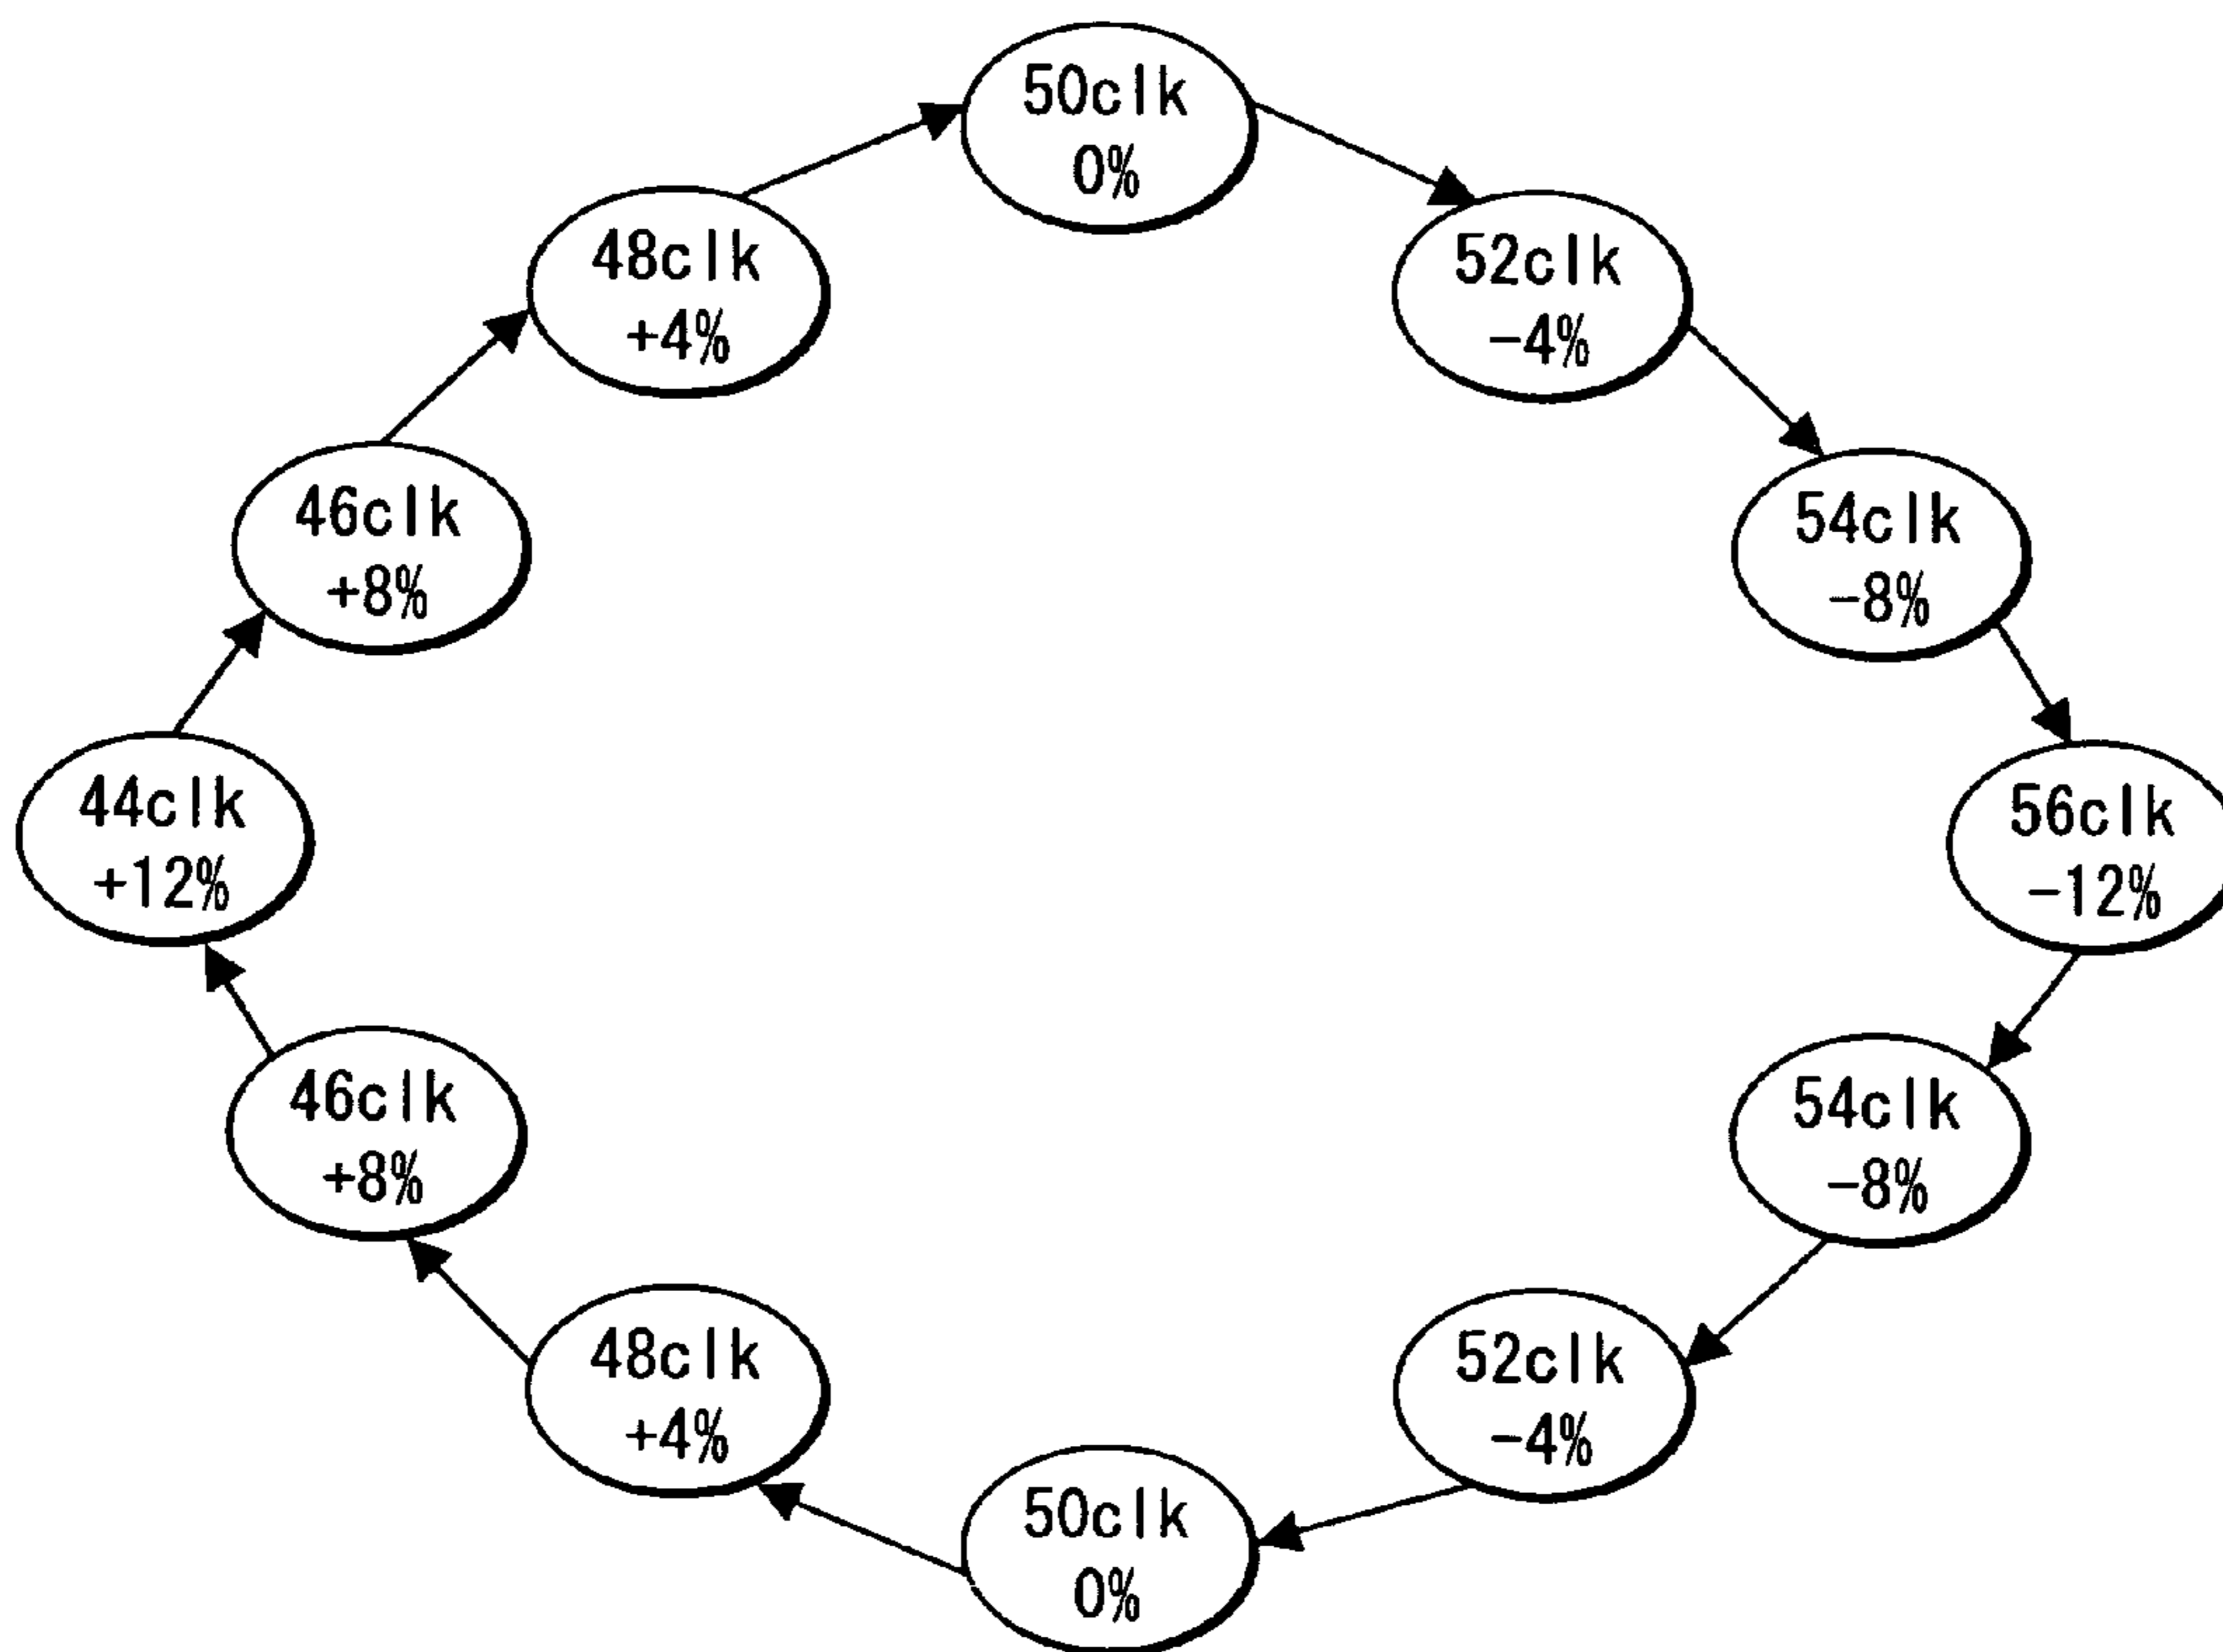 50clk
0%
48clk
+4%
52clk
-4%
46clk
+8%
54clk
-8%
44clk
+12%
56clk
-12%
46clk
+8%
54clk
-8%
48clk
+4%
52clk
-4%
50clk
0%